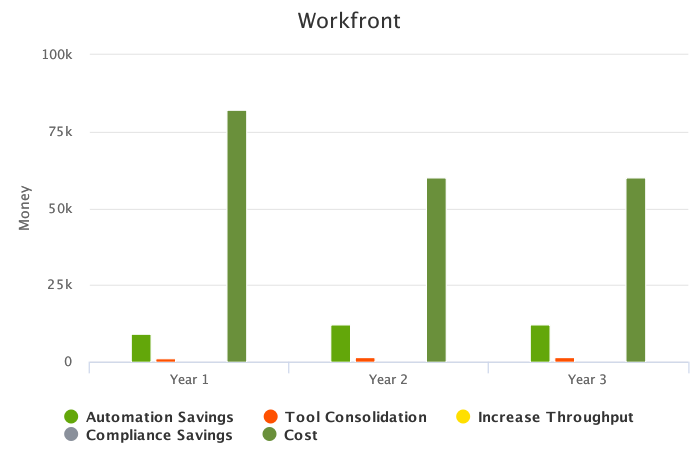 Workfront
100k
75k
50k
25k
0
Money
Year 1 Year 2 Year 3
Automation Savings Tool Consolidation Increase Throughput
Compliance Savings Cost